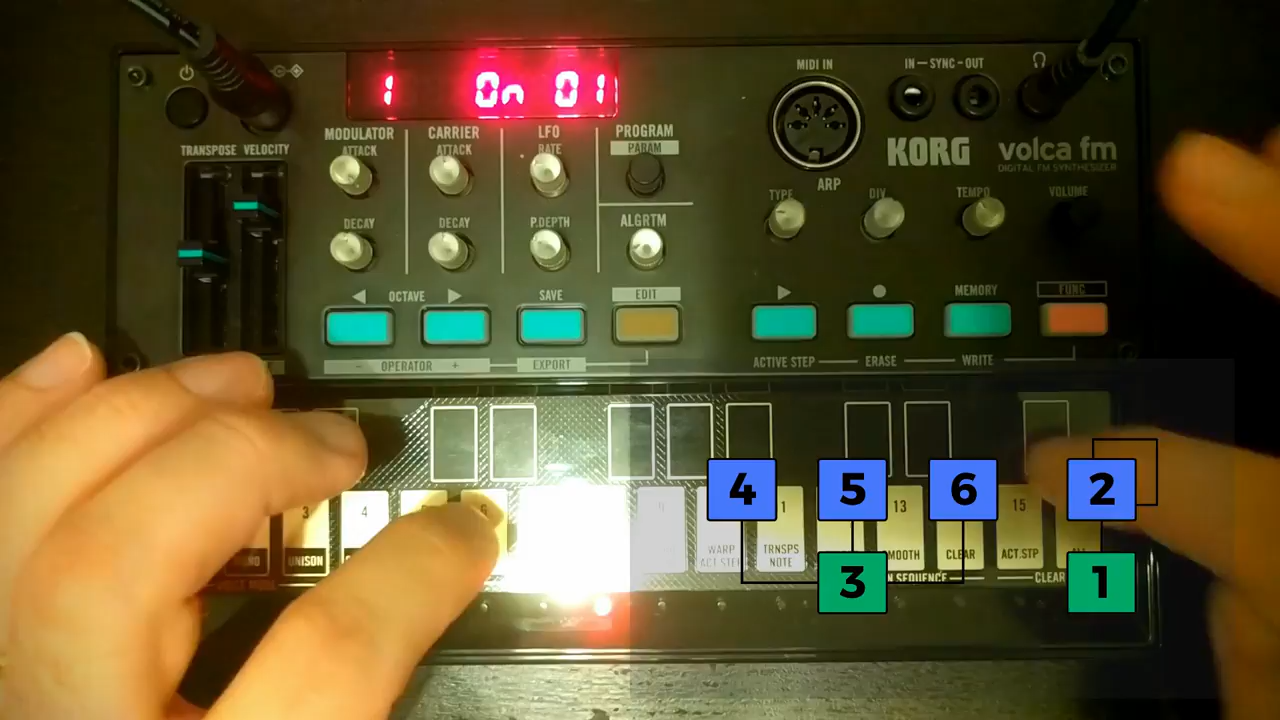 1 On 01
MIDI IN
IN-SYNC-OUT
KORG
volca fm
DIGITAL FM SYNTHESIZER
TRANSPOSE VELOCITY
MODULATOR
ATTACK
DECAY
CARRIER
ATTACK
DECAY
LFO
RATE
P.DEPTH
PROGRAM
PARAM
ALGRTM
ARP
TYPE
DIV
TEMPO
VOLUME
OCTAVE
SAVE
EDIT
MEMORY
FUNC
- OPERATOR +
EXPORT
ACTIVE STEP
ERASE
WRITE
3
4
6
9
13
15
UNISON
WARP
ACT.STEP
TRNSPS
NOTE
CLEAR
ACT.STP
SEQUENCE
CLEAR
4 5 6 2
3 1